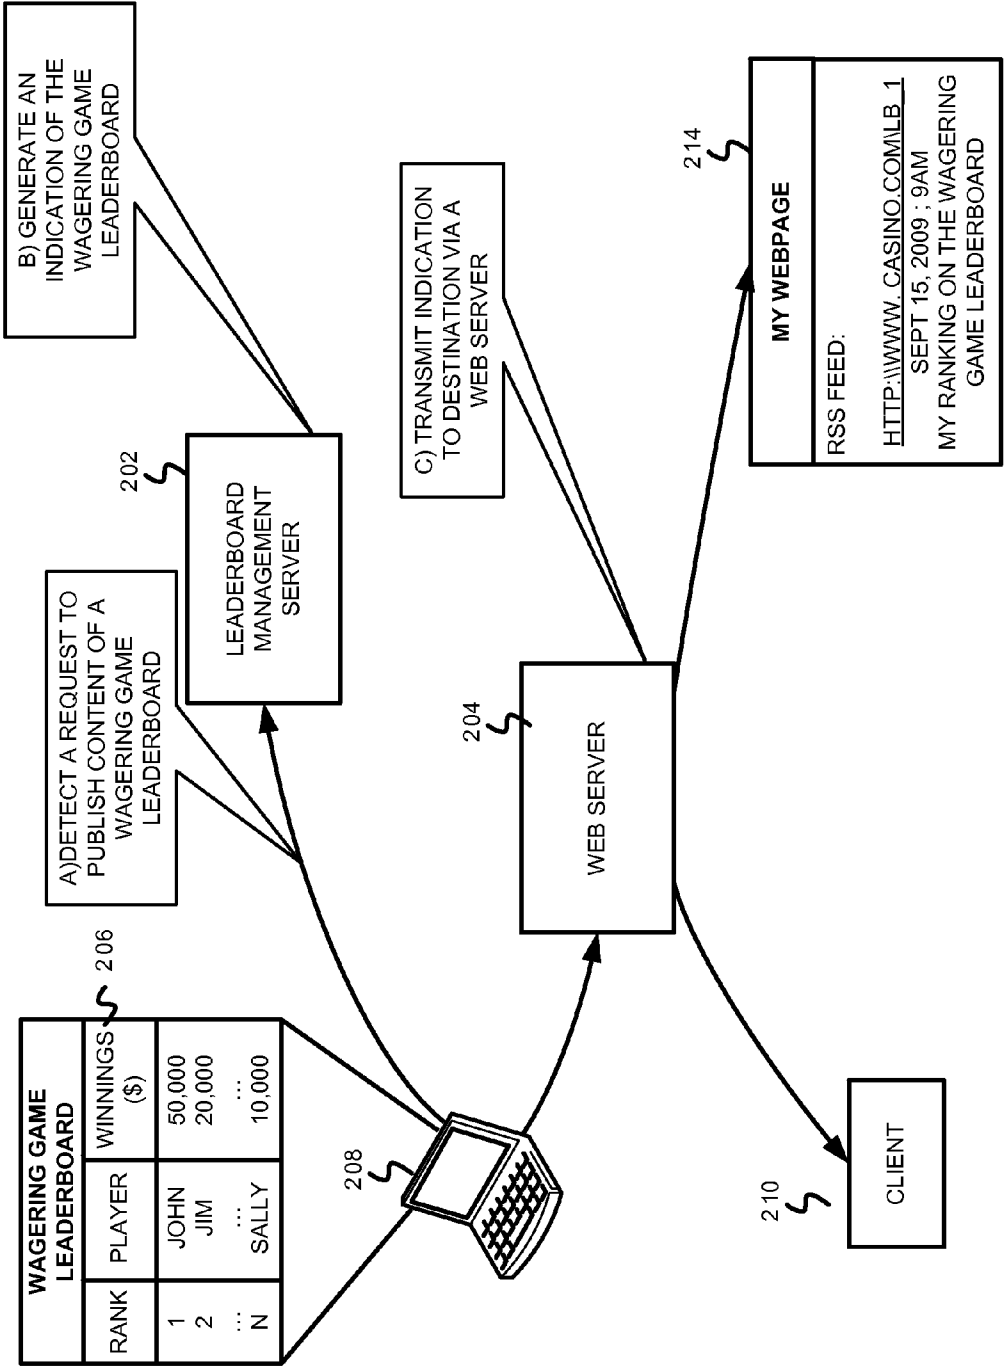 WAGERING GAME
LEADERBOARD
RANK PLAYER WINNINGS
($)
1 JOHN 50,000
2 JIM 20,000
... ... ...
N SALLY 10,000
206
208
A)DETECT A REQUEST TO
PUBLISH CONTENT OF A
WAGERING GAME
LEADERBOARD
202
LEADERBOARD
MANAGEMENT
SERVER
B) GENERATE AN
INDICATION OF THE
WAGERING GAME
LEADERBOARD
C) TRANSMIT INDICATION
TO DESTINATION VIA A
WEB SERVER
204
WEB SERVER
210
CLIENT
214
MY WEBPAGE
RSS FEED:
HTTP:\\WWW. CASINO.COM\LB_1
SEPT 15, 2009 ; 9AM
MY RANKING ON THE WAGERING
GAME LEADERBOARD